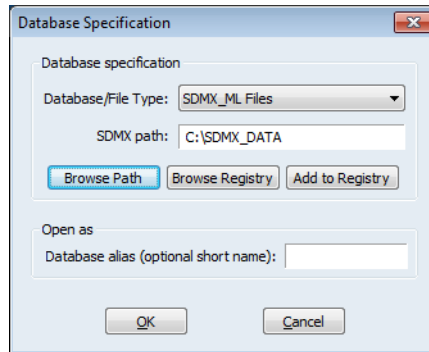 Database Specification
Database specification
Database/File Type: SDMX_ML Files
SDMX path: C:\SDMX_DATA
Browse Path Browse Registry Add to Registry
Open as
Database alias (optional short name):
OK Cancel